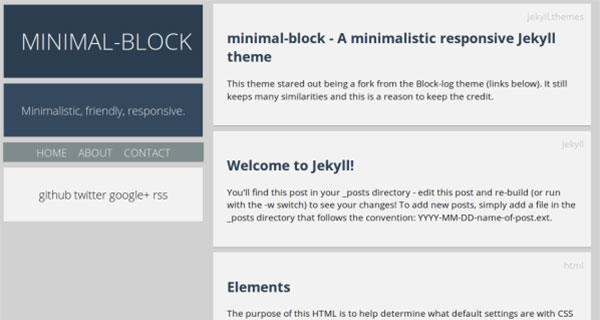 MINIMAL-BLOCK
Minimalistic, friendly, responsive.
HOME ABOUT CONTACT
github twitter google+ rss
jekyll,themes
minimal-block - A minimalistic responsive Jekyll
theme
This theme stared out being a fork from the Block-log theme (links below). It still
keeps many similarities and this is a reason to keep the credit.
jekyll
Welcome to Jekyll!
You'll find this post in your _posts directory - edit this post and re-build (or run
with the -w switch) to see your changes! To add new posts, simply add a file in the
_posts directory that follows the convention: YYYY-MM-DD-name-of-post.ext.
html
Elements
The purpose of this HTML is to help determine what default settings are with CSS